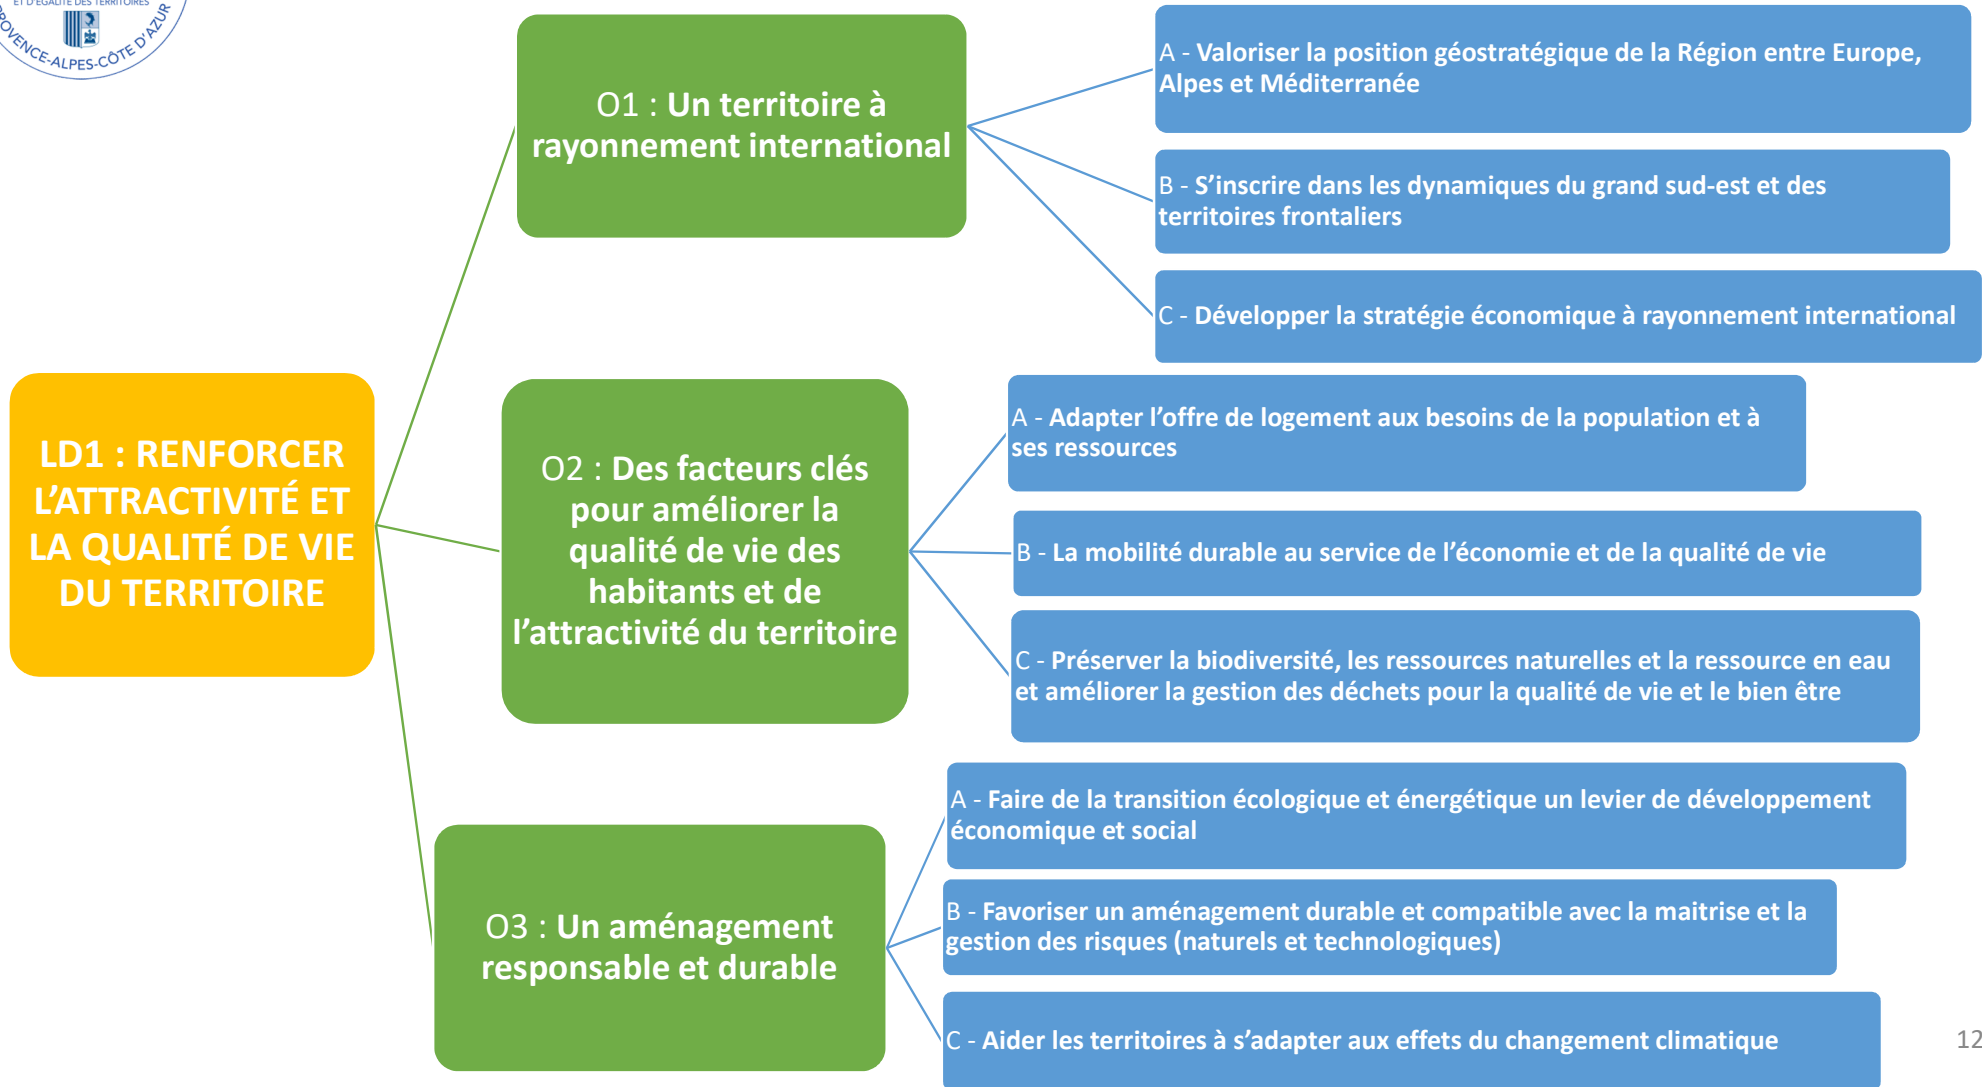 ET D'ÉGALITÉ DES TERRITOIRES
PROVENCE-ALPES-CÔTE D'AZUR
LD1 : RENFORCER
L’ATTRACTIVITÉ ET
LA QUALITÉ DE VIE
DU TERRITOIRE
O1 : Un territoire à
rayonnement international
A - Valoriser la position géostratégique de la Région entre Europe,
Alpes et Méditerranée
B - S’inscrire dans les dynamiques du grand sud-est et des
territoires frontaliers
C - Développer la stratégie économique à rayonnement international
O2 : Des facteurs clés
pour améliorer la
qualité de vie des
habitants et de
l’attractivité du territoire
A - Adapter l’offre de logement aux besoins de la population et à
ses ressources
B - La mobilité durable au service de l’économie et de la qualité de vie
C - Préserver la biodiversité, les ressources naturelles et la ressource en eau
et améliorer la gestion des déchets pour la qualité de vie et le bien être
O3 : Un aménagement
responsable et durable
A - Faire de la transition écologique et énergétique un levier de développement
économique et social
B - Favoriser un aménagement durable et compatible avec la maitrise et la
gestion des risques (naturels et technologiques)
C - Aider les territoires à s’adapter aux effets du changement climatique
12